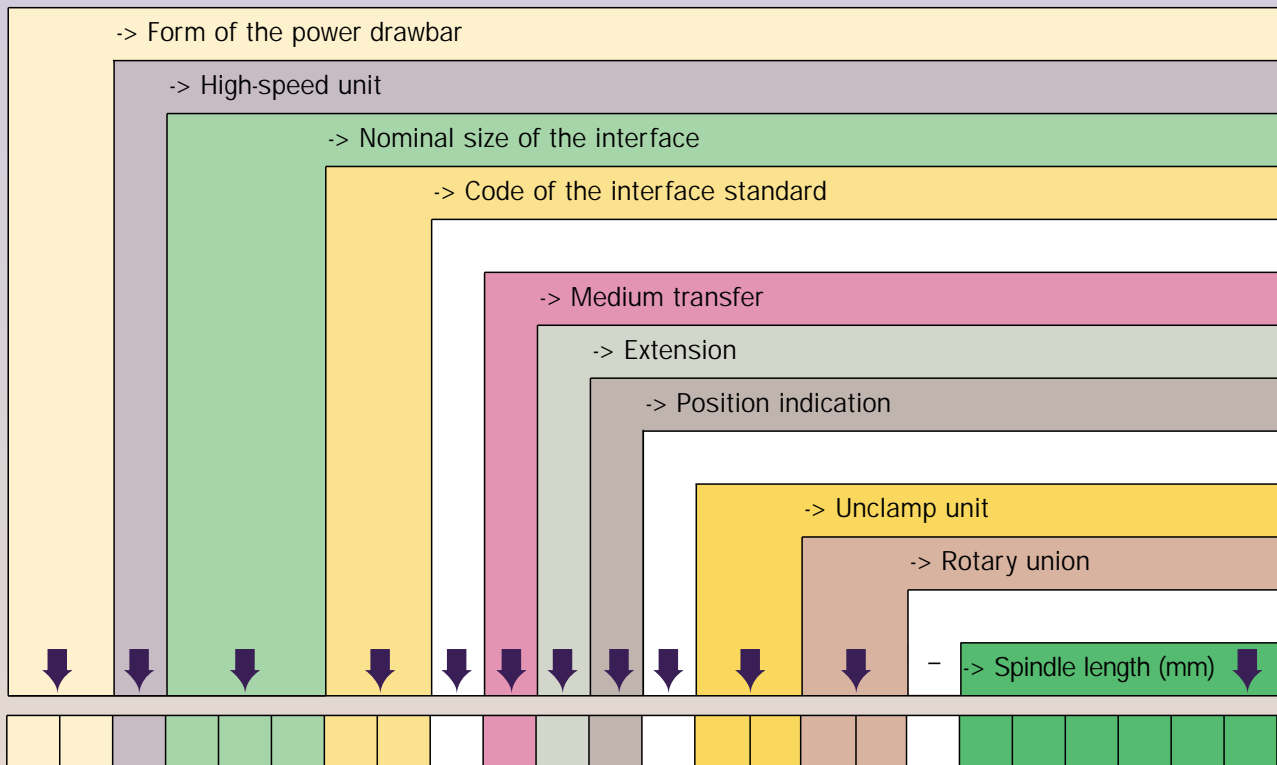 -> Form of the power drawbar
-> High-speed unit
-> Nominal size of the interface
-> Code of the interface standard
-> Medium transfer
-> Extension
-> Position indication
-> Unclamp unit
-> Rotary union
– -> Spindle length (mm)